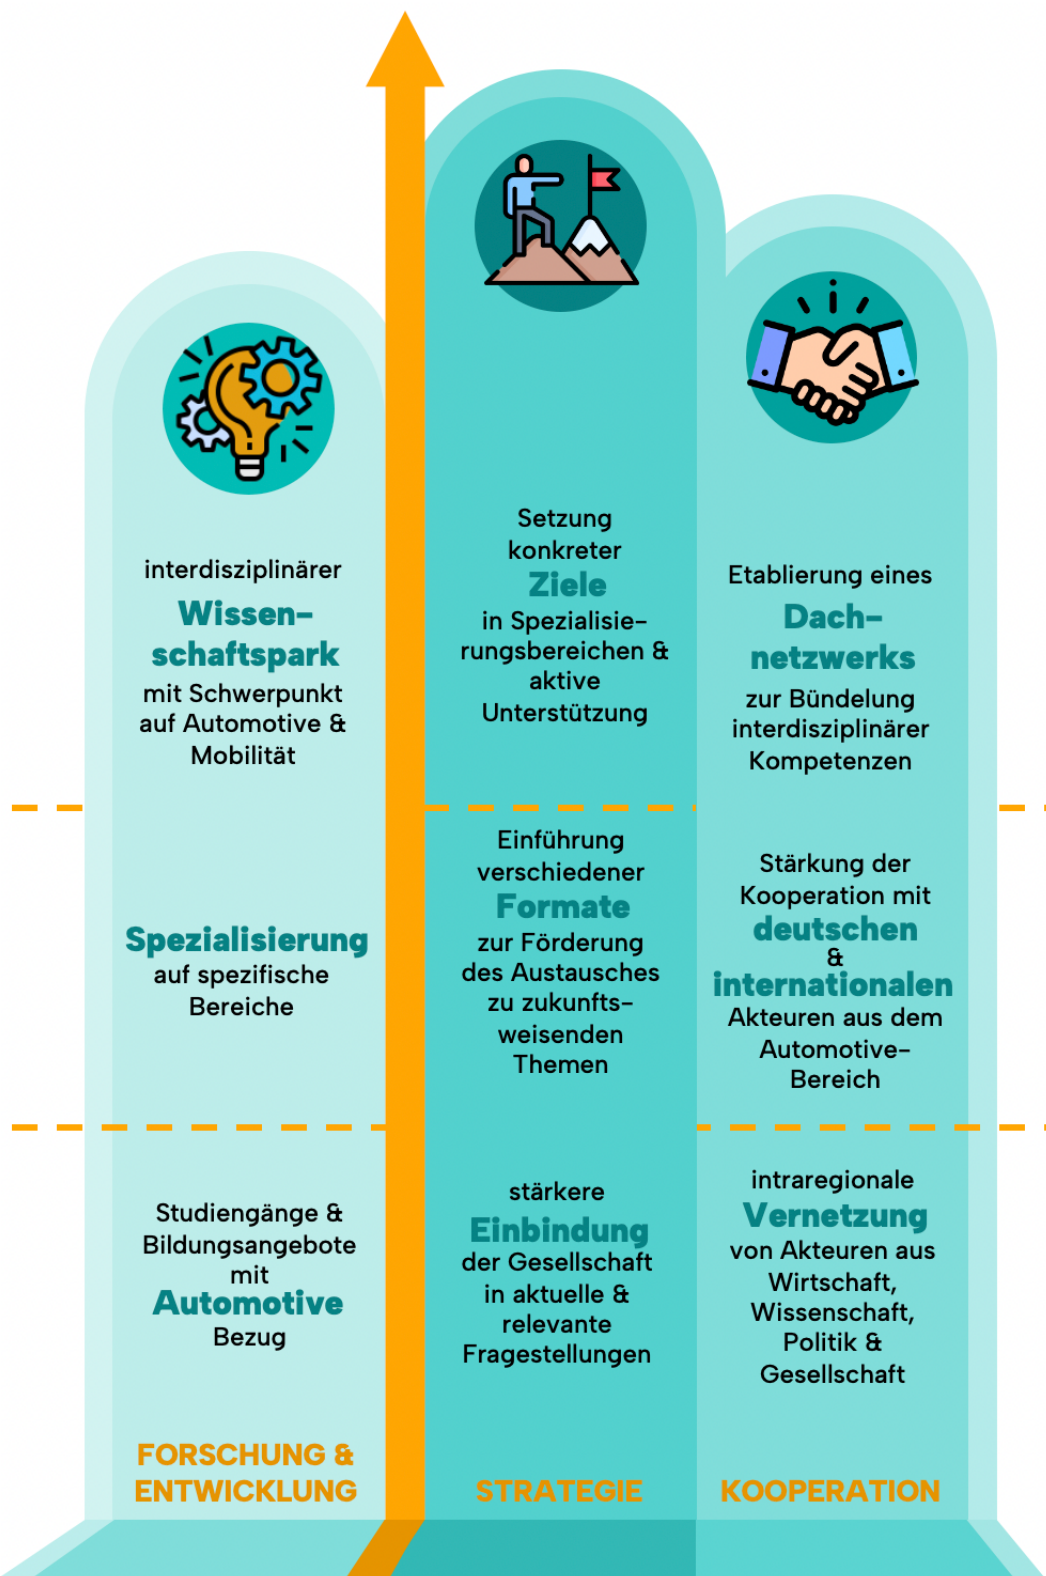 interdisziplinärer
Wissen-
schaftspark
mit Schwerpunkt
auf Automotive &
Mobilität
Spezialisierung
auf spezifische
Bereiche
Studiengänge &
Bildungsangebote
mit
Automotive
Bezug
FORSCHUNG &
ENTWICKLUNG
Setzung
konkreter
Ziele
in Spezialisie-
rungsbereichen &
aktive
Unterstützung
Einführung
verschiedener
Formate
zur Förderung
des Austausches
zu zukunfts-
weisenden
Themen
stärkere
Einbindung
der Gesellschaft
in aktuelle &
relevante
Fragestellungen
STRATEGIE
Etablierung eines
Dach-
netzwerks
zur Bündelung
interdisziplinärer
Kompetenzen
Stärkung der
Kooperation mit
deutschen
&
internationalen
Akteuren aus dem
Automotive-
Bereich
intraregionale
Vernetzung
von Akteuren aus
Wirtschaft,
Wissenschaft,
Politik &
Gesellschaft
KOOPERATION